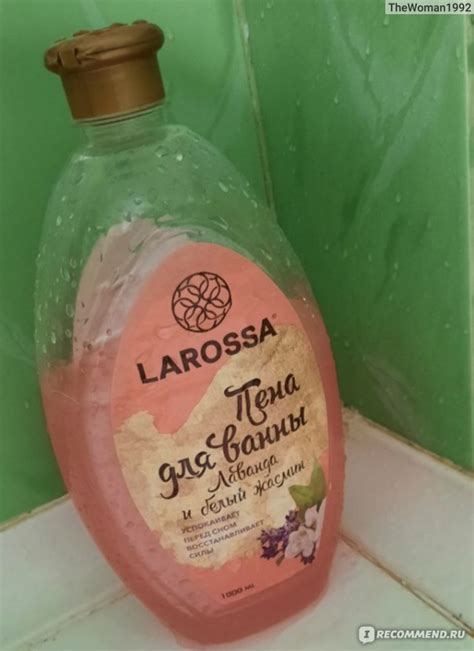 TheWoman1992
LAROSSA
Пена
для ванны
Лаванда
и белый жасмин
УСПОКАИВАЕТ
ПЕРЕД СНОМ
ВОССТАНАВЛИВАЕТ
СИЛЫ
1000 мл
I RECOMMEND.RU